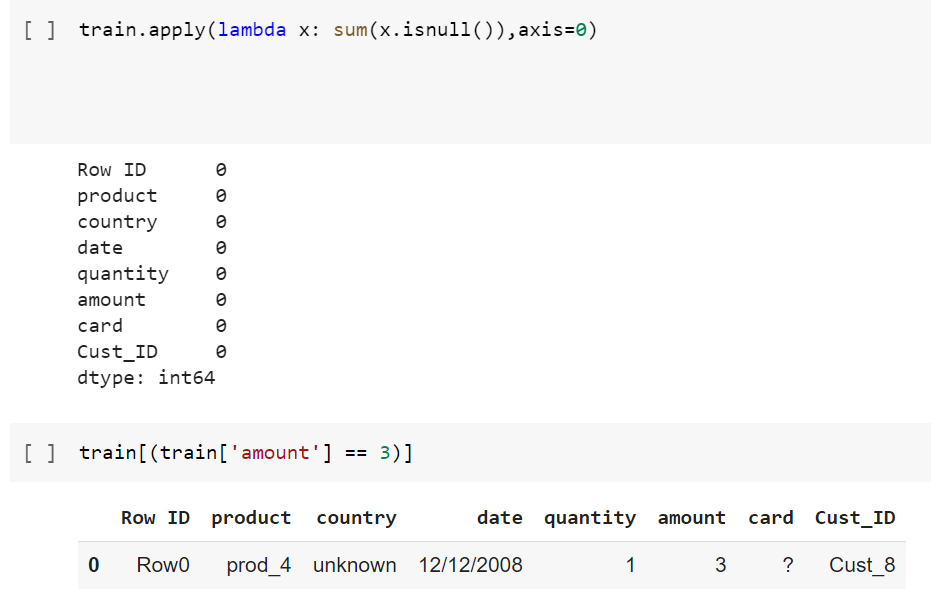 [ ] train.apply(lambda x: sum(x.isnull()),axis=0)
Row ID 0
product 0
country 0
date 0
quantity 0
amount 0
card 0
Cust_ID 0
dtype: int64
[ ] train[(train['amount'] == 3)]
Row ID product country date quantity amount card Cust_ID
0 Row0 prod_4 unknown 12/12/2008 1 3 ? Cust_8